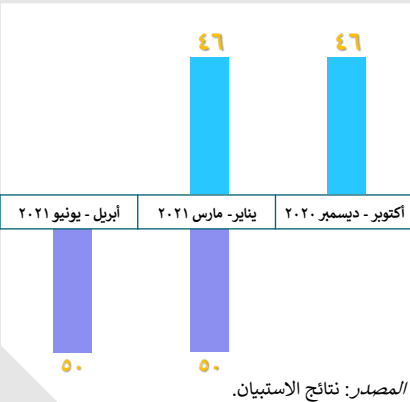 ٤٦ ٤٦
أكتوبر - ديسمبر ٢٠٢٠ يناير- مارس ٢٠٢١ أبريل - يونيو ٢٠٢١
٥٠ ٥٠
المصدر: نتائج الاستبيان.